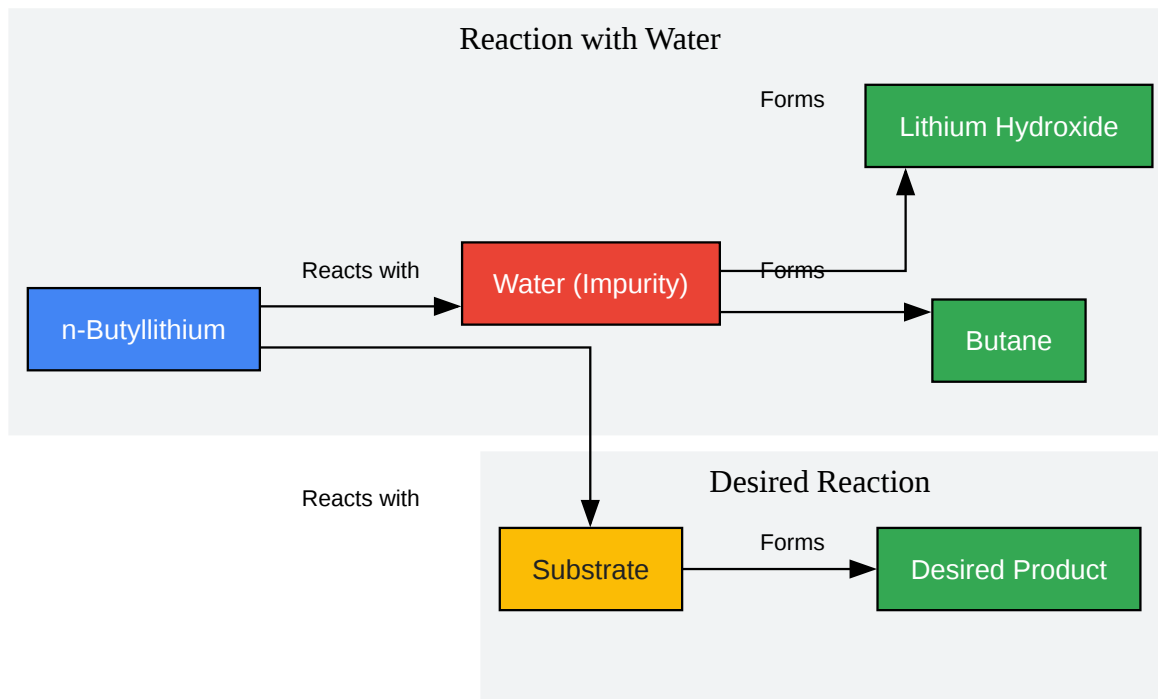 Reaction with Water
Forms
Lithium Hydroxide
Reacts with
Water (Impurity)
Forms
n-Butyllithium
Butane
Desired Reaction
Reacts with
Substrate
Forms
Desired Product